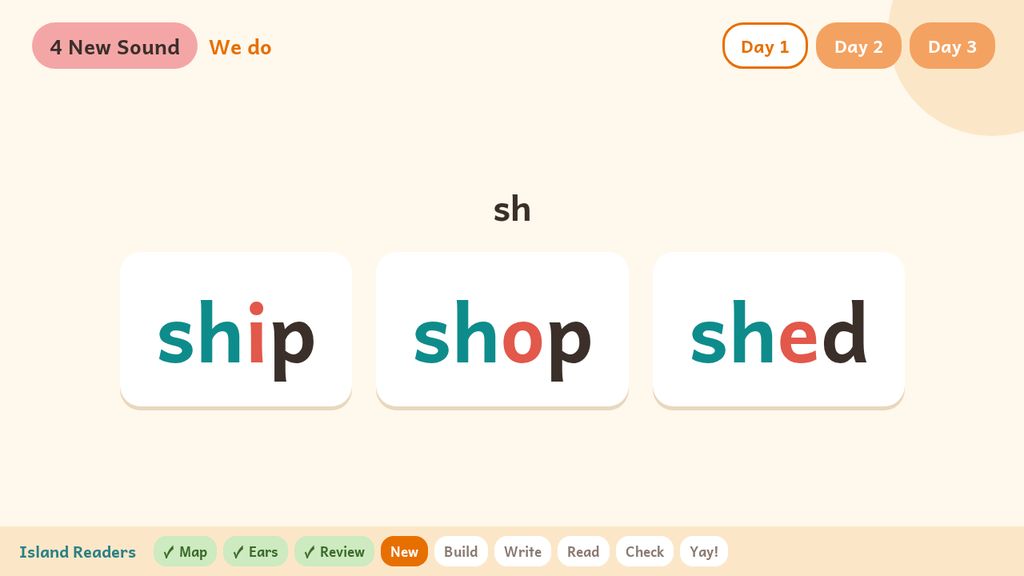 4 New Sound We do Day 1 Day 2 Day 3
sh
ship shop shed
Island Readers ✓ Map ✓ Ears ✓ Review New Build Write Read Check Yay!